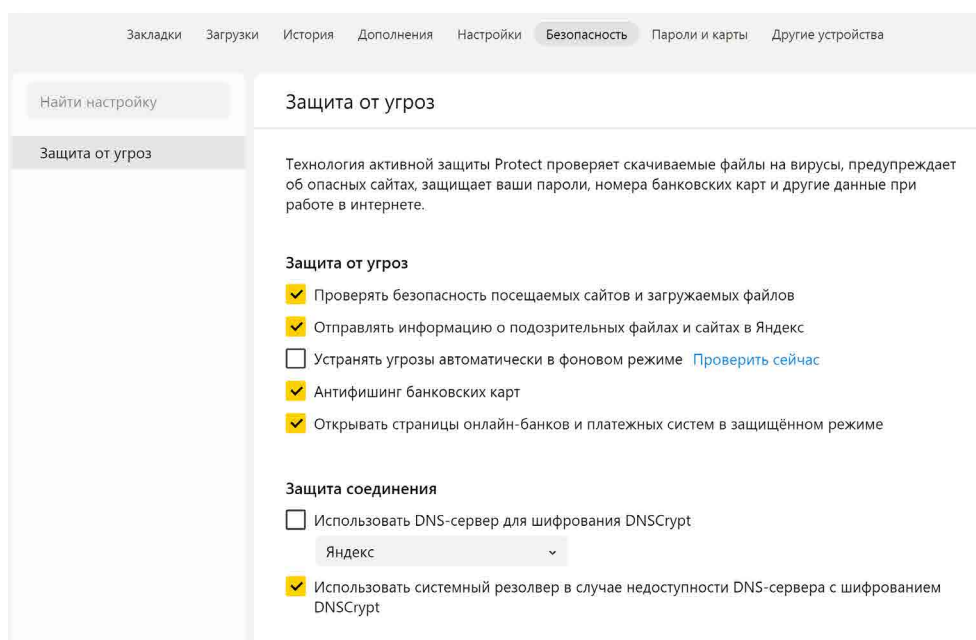 Закладки Загрузки История Дополнения Настройки Безопасность Пароли и карты Другие устройства
Найти настройку
Защита от угроз
Защита от угроз
Технология активной защиты Protect проверяет скачиваемые файлы на вирусы, предупреждает
об опасных сайтах, защищает ваши пароли, номера банковских карт и другие данные при
работе в интернете.
Защита от угроз
Проверять безопасность посещаемых сайтов и загружаемых файлов
Отправлять информацию о подозрительных файлах и сайтах в Яндекс
Устранять угрозы автоматически в фоновом режиме Проверить сейчас
Антифишинг банковских карт
Открывать страницы онлайн-банков и платежных систем в защищённом режиме
Защита соединения
Использовать DNS-сервер для шифрования DNSCrypt
Яндекс
Использовать системный резолвер в случае недоступности DNS-сервера с шифрованием
DNSCrypt